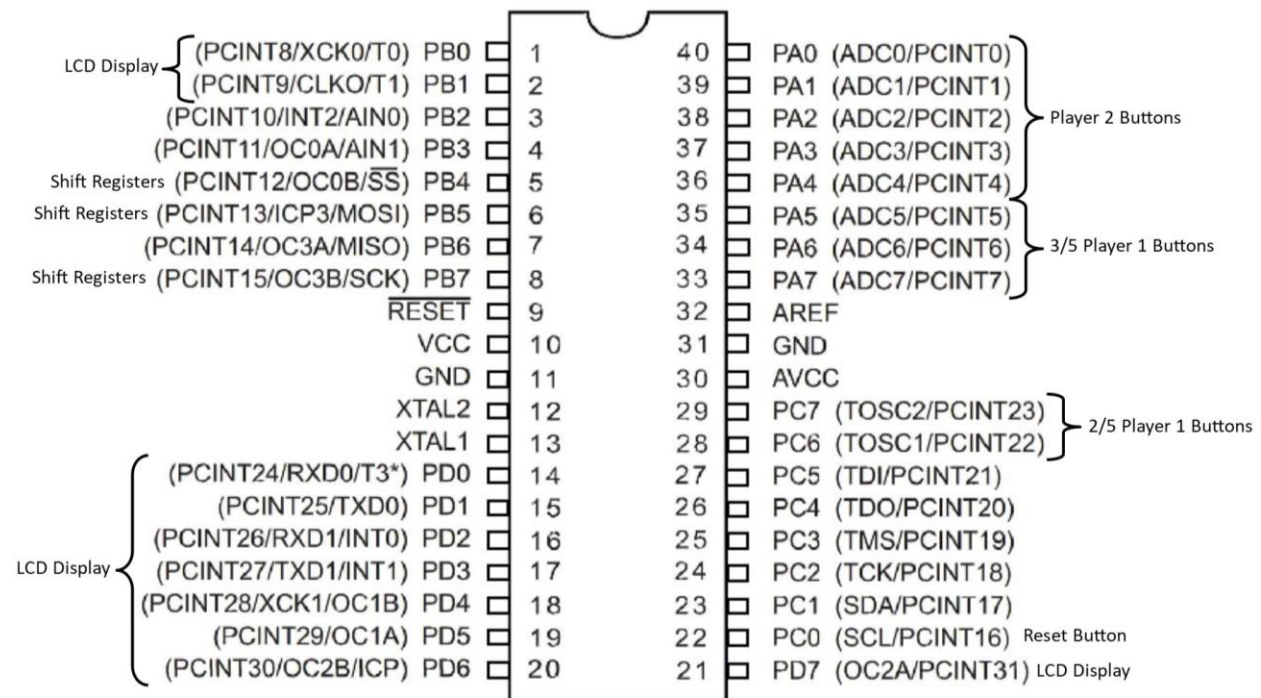 LCD Display
(PCINT8/XCK0/T0) PB0 1
(PCINT9/CLKO/T1) PB1 2
(PCINT10/INT2/AIN0) PB2 3
(PCINT11/OC0A/AIN1) PB3 4
Shift Registers (PCINT12/OC0B/SS) PB4 5
Shift Registers (PCINT13/ICP3/MOSI) PB5 6
(PCINT14/OC3A/MISO) PB6 7
Shift Registers (PCINT15/OC3B/SCK) PB7 8
RESET 9
VCC 10
GND 11
XTAL2 12
XTAL1 13
LCD Display
(PCINT24/RXD0/T3*) PD0 14
(PCINT25/TXD0) PD1 15
(PCINT26/RXD1/INT0) PD2 16
(PCINT27/TXD1/INT1) PD3 17
(PCINT28/XCK1/OC1B) PD4 18
(PCINT29/OC1A) PD5 19
(PCINT30/OC2B/ICP) PD6 20
40 PA0 (ADC0/PCINT0)
39 PA1 (ADC1/PCINT1)
38 PA2 (ADC2/PCINT2)
37 PA3 (ADC3/PCINT3)
36 PA4 (ADC4/PCINT4)
Player 2 Buttons
35 PA5 (ADC5/PCINT5)
34 PA6 (ADC6/PCINT6)
33 PA7 (ADC7/PCINT7)
3/5 Player 1 Buttons
32 AREF
31 GND
30 AVCC
29 PC7 (TOSC2/PCINT23)
28 PC6 (TOSC1/PCINT22)
2/5 Player 1 Buttons
27 PC5 (TDI/PCINT21)
26 PC4 (TDO/PCINT20)
25 PC3 (TMS/PCINT19)
24 PC2 (TCK/PCINT18)
23 PC1 (SDA/PCINT17)
22 PC0 (SCL/PCINT16) Reset Button
21 PD7 (OC2A/PCINT31) LCD Display